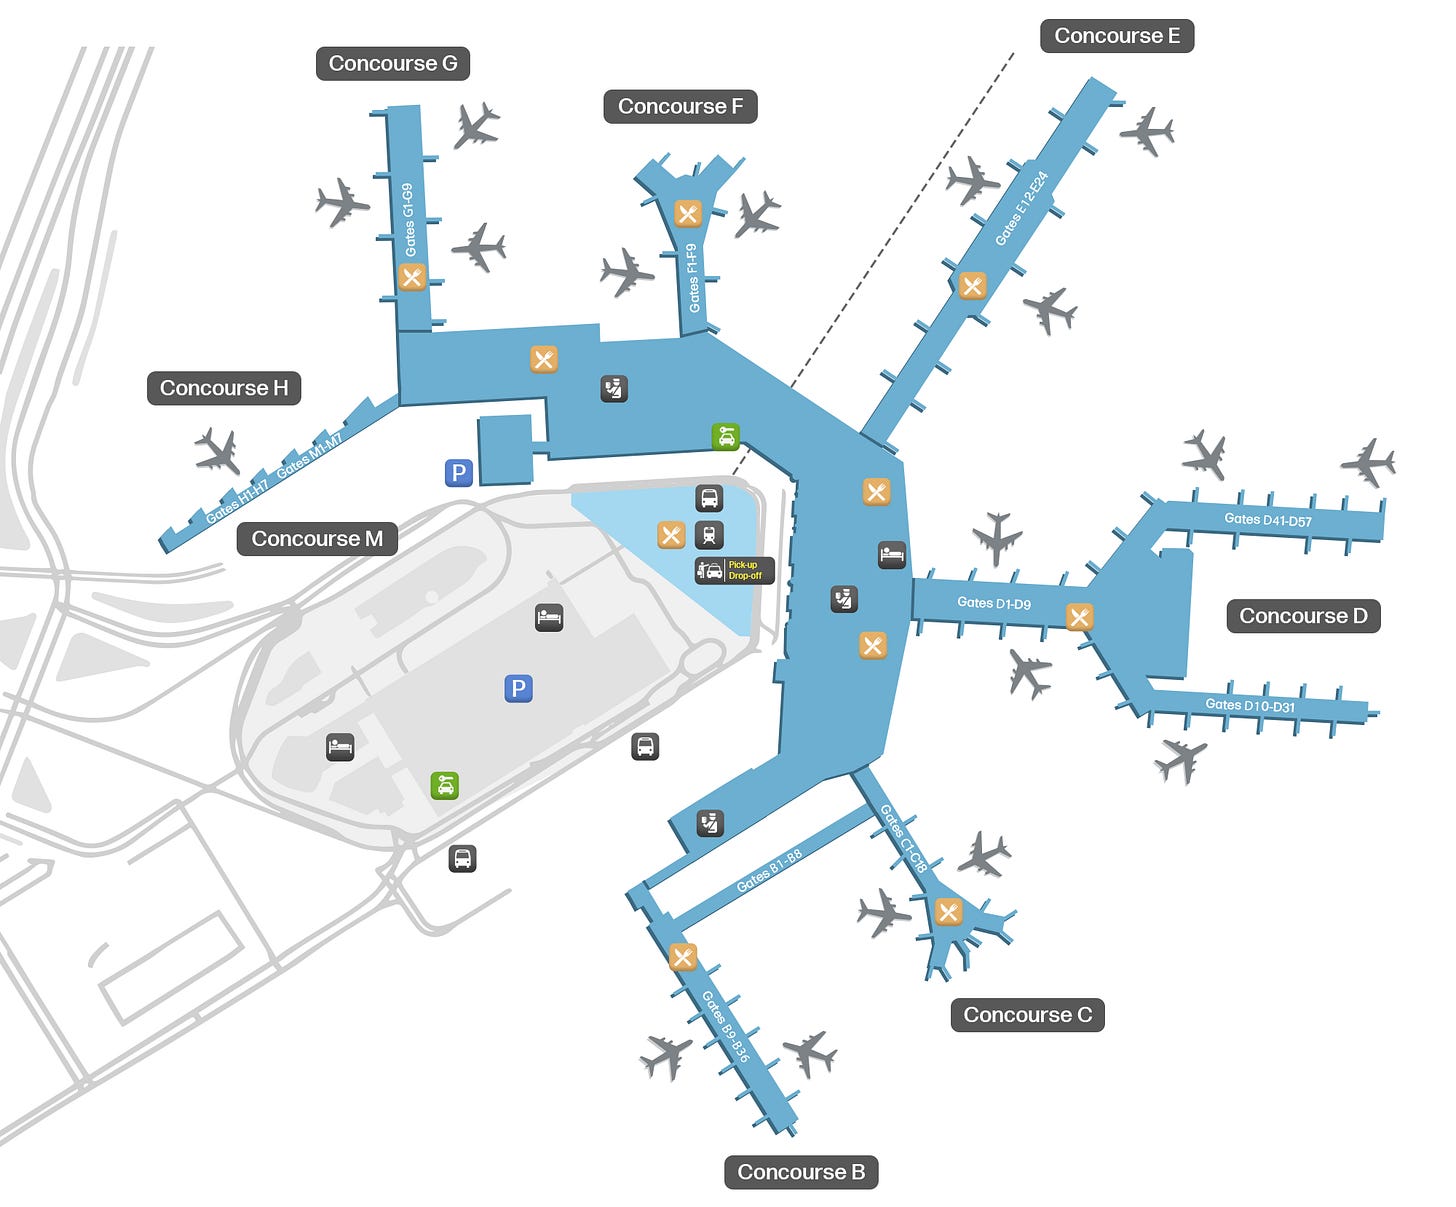 Concourse E
Concourse G
Concourse F
Gates G1-G9
Gates E12-E24
Gates F1-F9
Concourse H
Gates M1-M7
Gates H1-H7
P
Concourse M
Gates D41-D57
Pick-up
Drop-off
Gates D1-D9
Concourse D
P
Gates D10-D31
Gates C1-C18
Gates B1-B8
Concourse C
Gates B9-B36
Concourse B